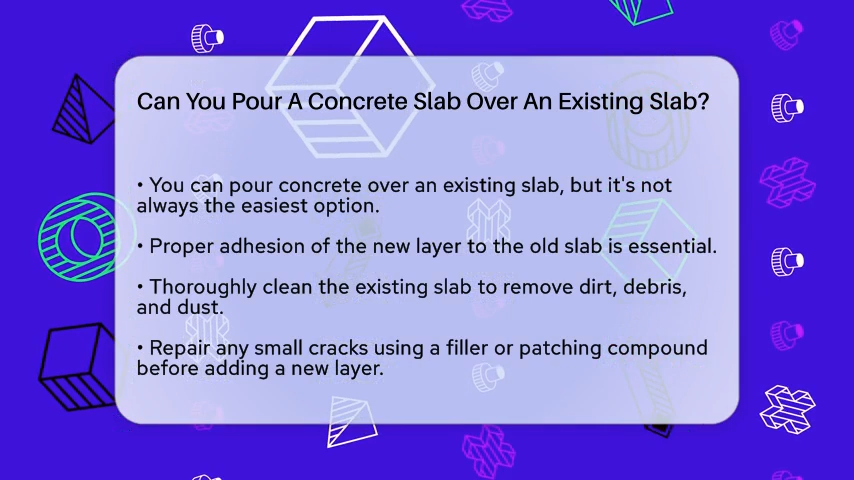 Can You Pour A Concrete Slab Over An Existing Slab?
• You can pour concrete over an existing slab, but it's not
always the easiest option.
• Proper adhesion of the new layer to the old slab is essential.
• Thoroughly clean the existing slab to remove dirt, debris,
and dust.
• Repair any small cracks using a filler or patching compound
before adding a new layer.